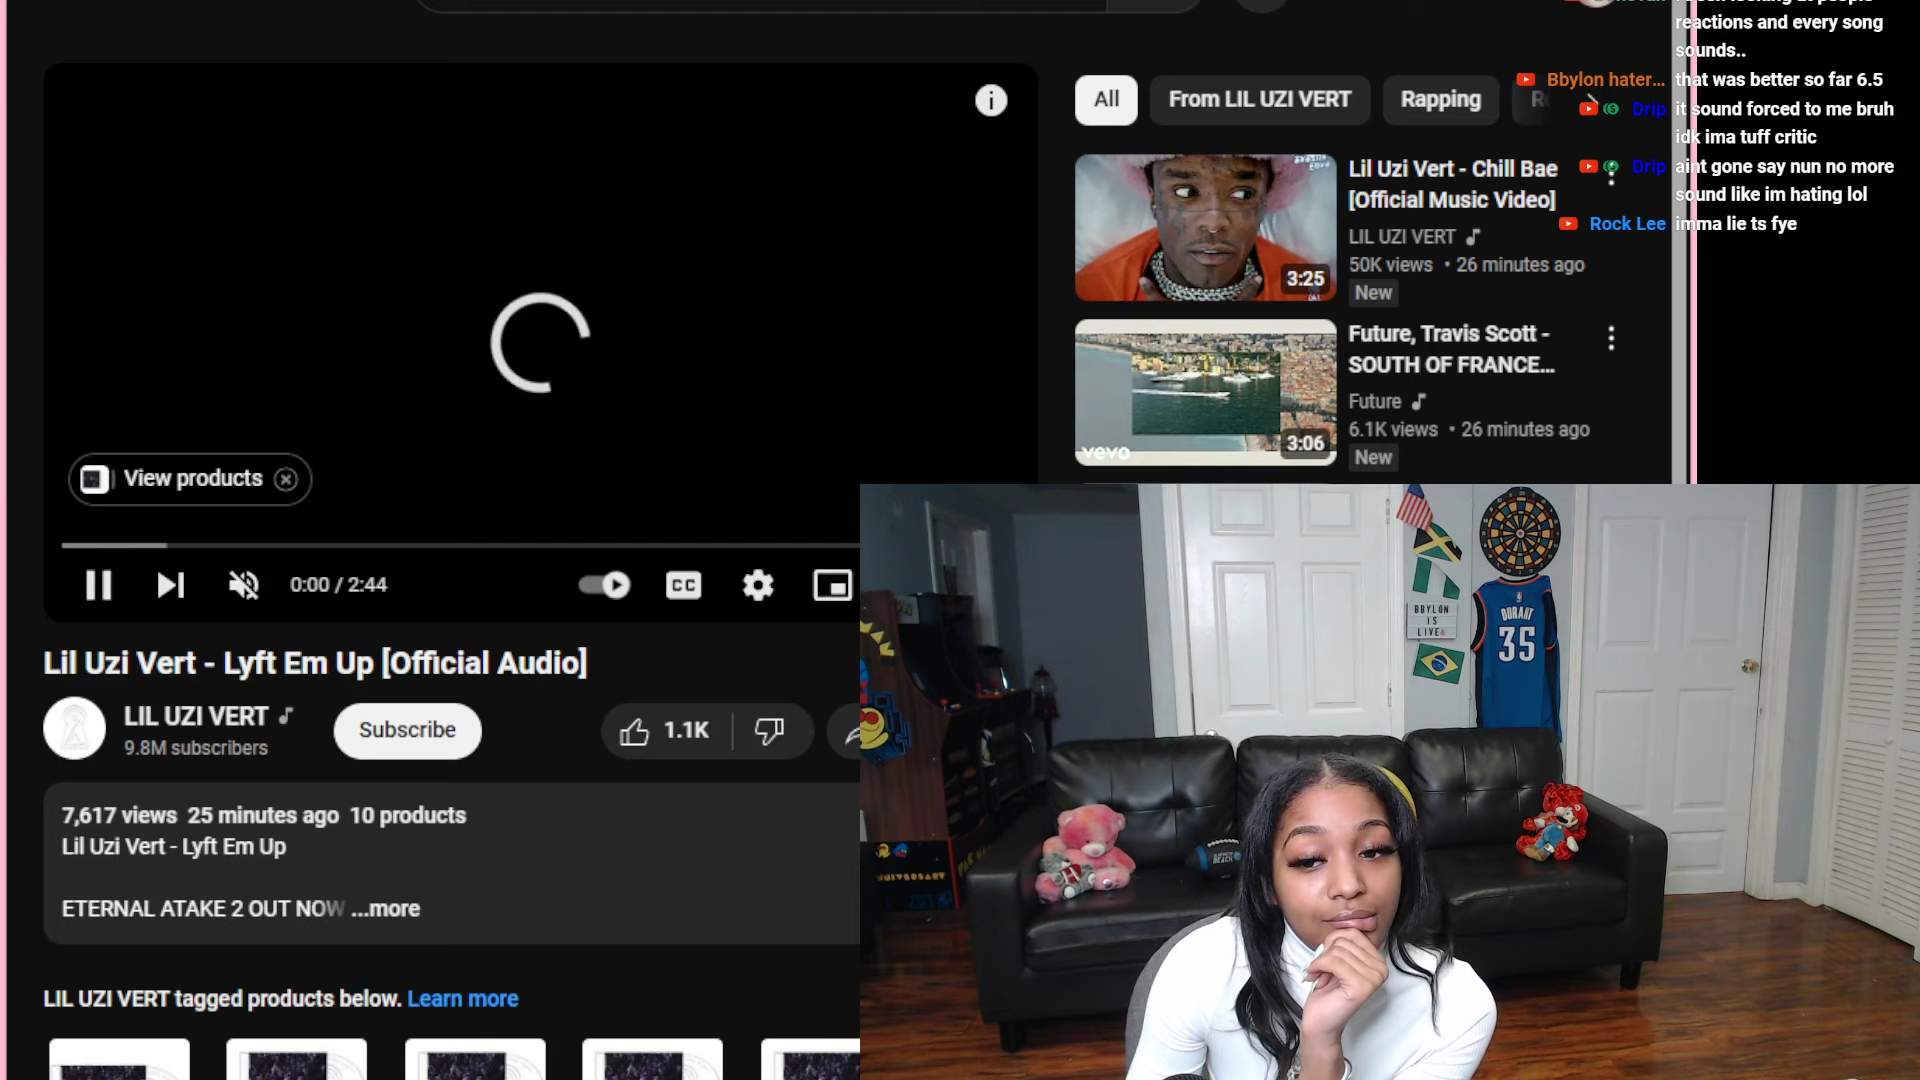 All
From LIL UZI VERT
Rapping
Lil Uzi Vert - Chill Bae
[Official Music Video]
LIL UZI VERT
50K views • 26 minutes ago
New
3:25
Future, Travis Scott -
SOUTH OF FRANCE...
Future
6.1K views • 26 minutes ago
New
3:06
vevo
reactions and every song
sounds..
Bbylon hater... that was better so far 6.5
Drip it sound forced to me bruh
idk ima tuff critic
Drip aint gone say nun no more
sound like im hating lol
Rock Lee imma lie ts fye
View products
0:00 / 2:44
CC
Lil Uzi Vert - Lyft Em Up [Official Audio]
LIL UZI VERT
9.8M subscribers
Subscribe
1.1K
7,617 views 25 minutes ago 10 products
Lil Uzi Vert - Lyft Em Up
ETERNAL ATAKE 2 OUT NOW ...more
LIL UZI VERT tagged products below. Learn more
BBYLON
IS
LIVE
DURANT
35